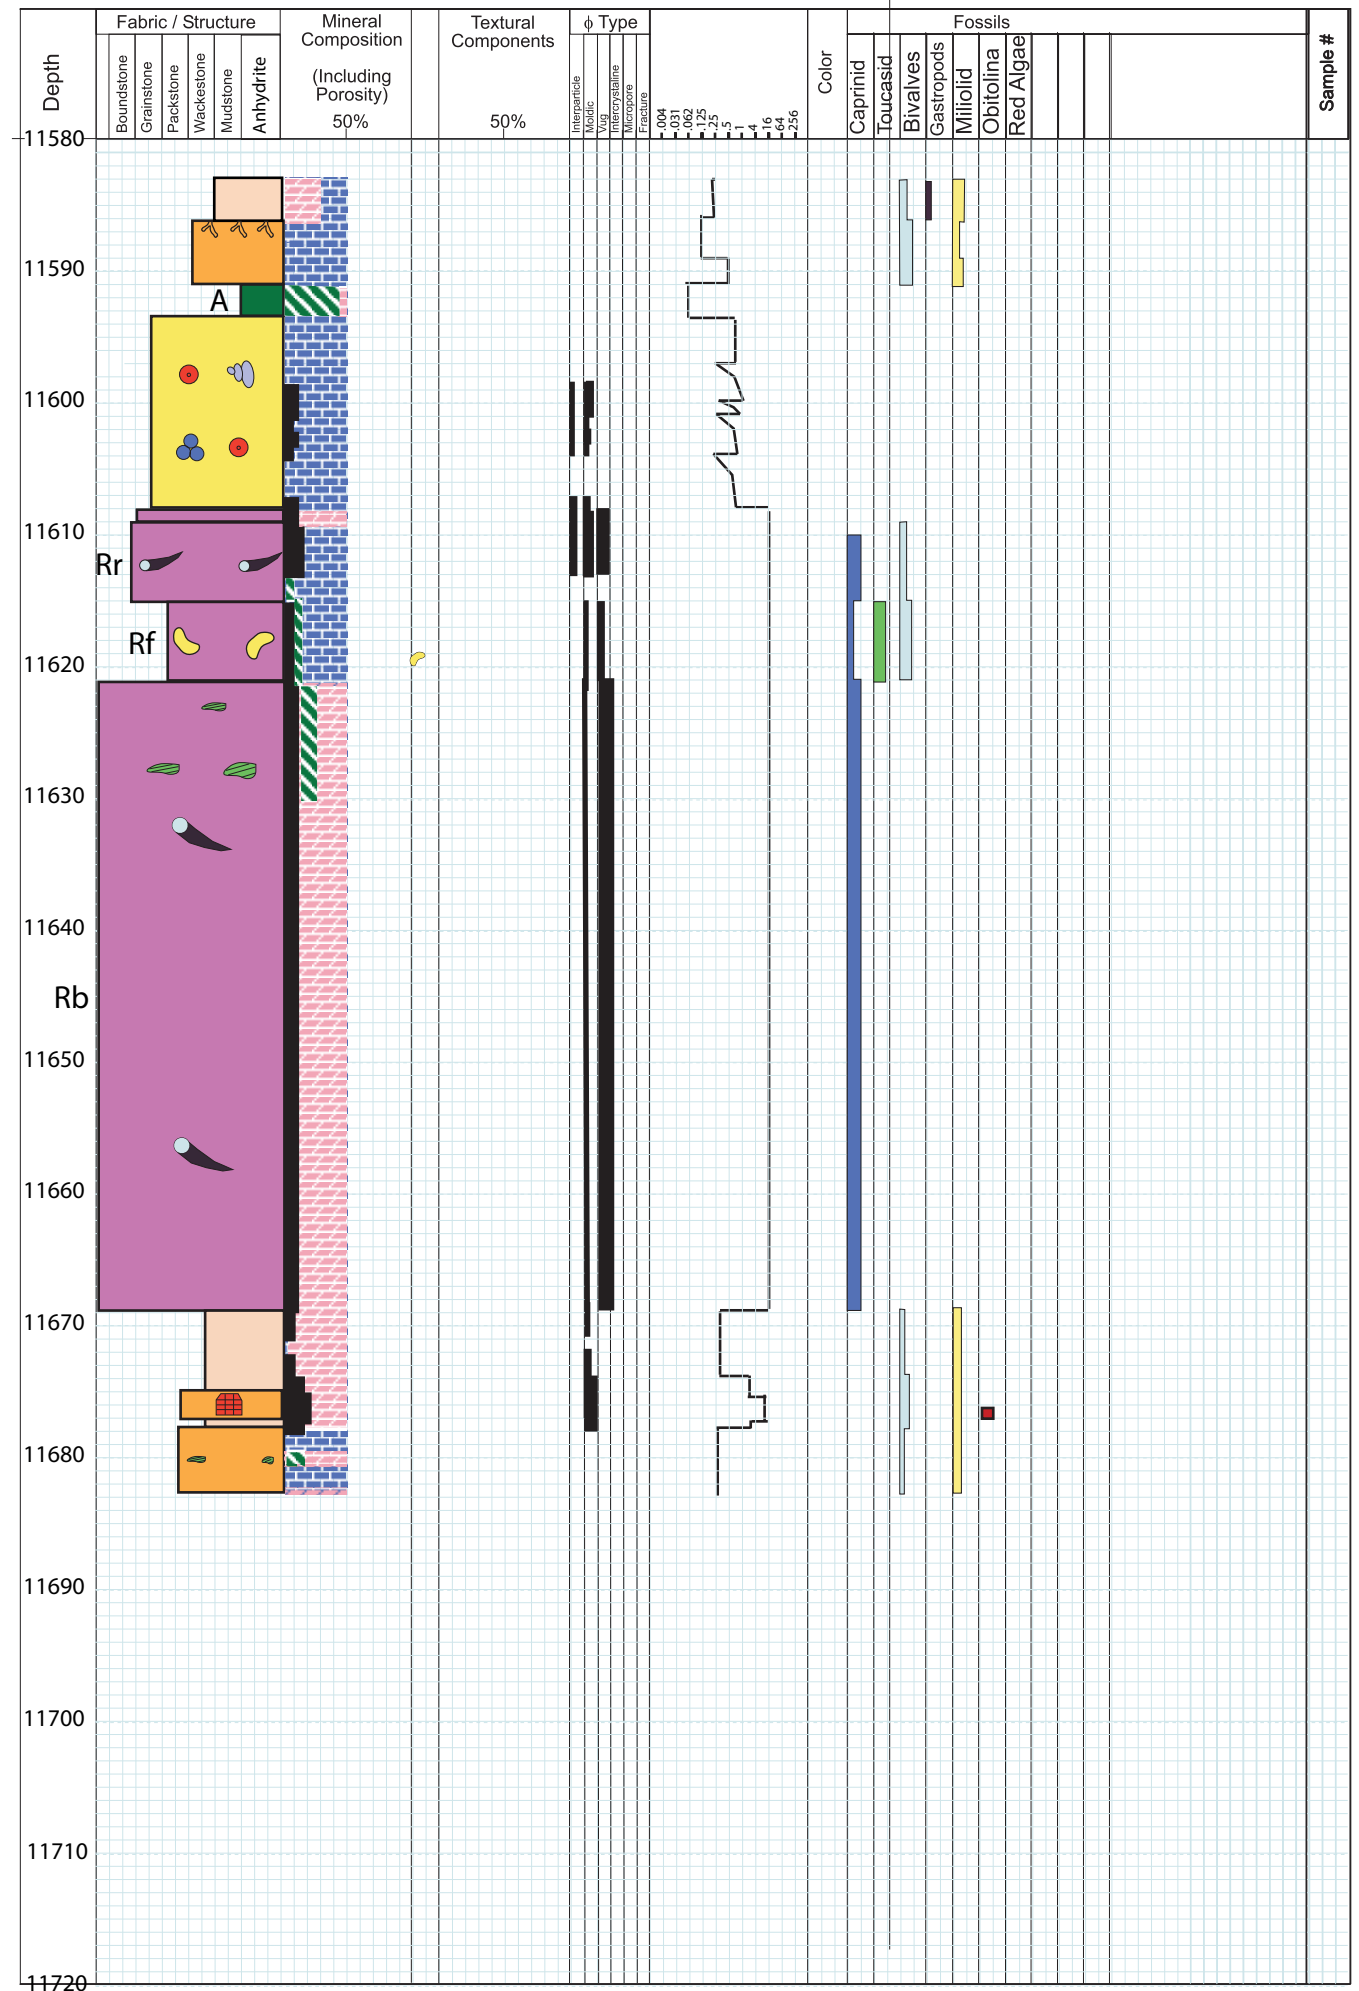 Fabric / Structure
Mineral
Composition
(Including
Porosity)
50%
Textural
Components
50%
ϕ Type
Fossils
Depth
Boundstone
Grainstone
Packstone
Wackestone
Mudstone
Anhydrite
Interparticle
Moldic
Vug
Intercrystaline
Micropore
Fracture
.004
.031
.062
.125
.25
.5
1
4
16
64
256
Color
Caprinid
Toucasid
Bivalves
Gastropods
Miliolid
Obitolina
Red Algae
Sample #
11580
11590
A
11600
11610
Rr
Rf
11620
11630
11640
Rb
11650
11660
11670
11680
11690
11700
11710
11720